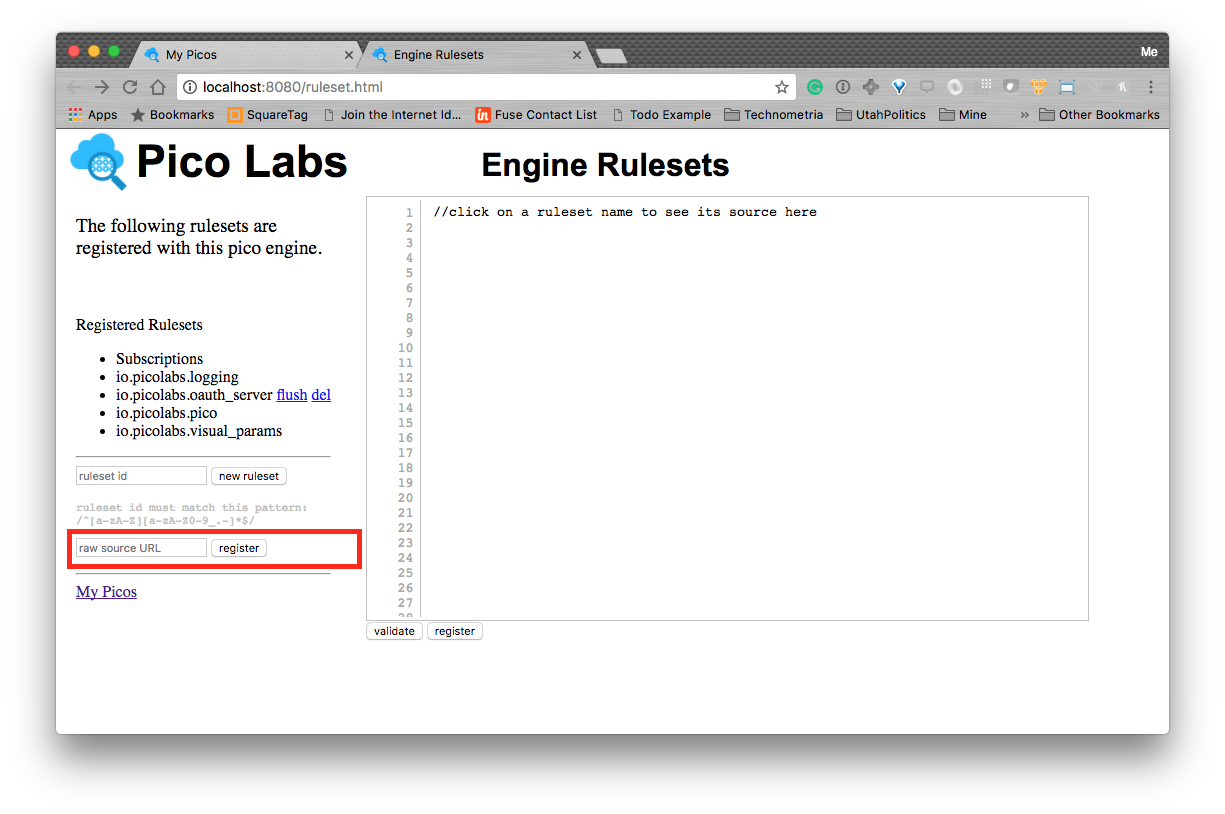 My Picos
Engine Rulesets
Me
localhost:8080/ruleset.html
Apps
Bookmarks
SquareTag
Join the Internet Id...
Fuse Contact List
Todo Example
Technometria
UtahPolitics
Mine
»
Other Bookmarks
Pico Labs
Engine Rulesets
The following rulesets are
registered with this pico engine.
Registered Rulesets
Subscriptions
io.picolabs.logging
io.picolabs.oauth_server flush del
io.picolabs.pico
io.picolabs.visual_params
ruleset id
new ruleset
ruleset id must match this pattern:
/^[a-zA-Z][a-zA-Z0-9_.-]*$/
raw source URL
register
My Picos
1 //click on a ruleset name to see its source here
2
3
4
5
6
7
8
9
10
11
12
13
14
15
16
17
18
19
20
21
22
23
24
25
26
27
28
validate
register